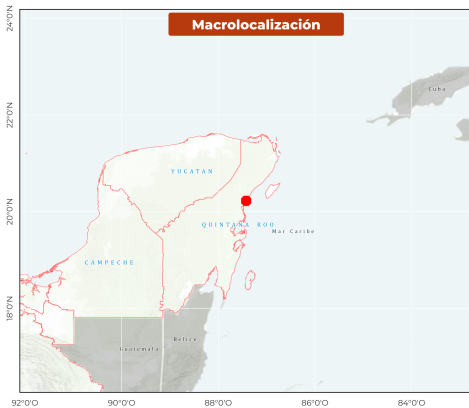 Macrolocalización
24°0'N
Cuba
22°0'N
YUCATAN
20°0'N
QUINTANA ROO
Mar Caribe
CAMPECHE
18°0'N
Belice
Guatemala
92°0'O
90°0'O
88°0'O
86°0'O
84°0'O